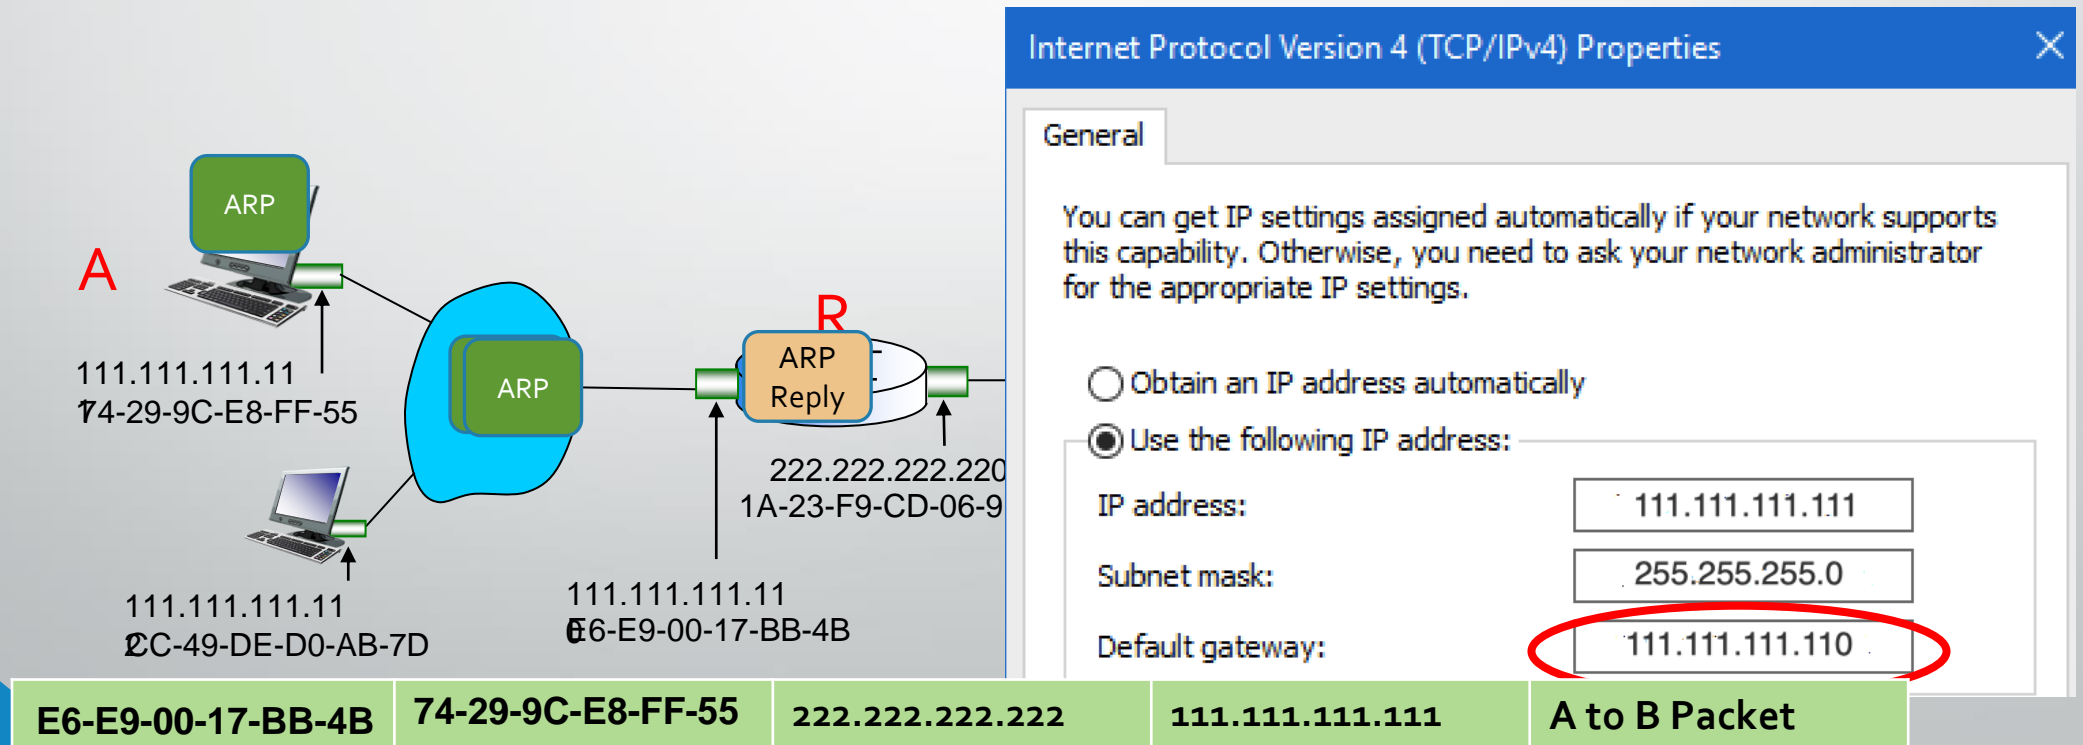 Internet Protocol Version 4 (TCP/IPv4) Properties
General
You can get IP settings assigned automatically if your network supports
this capability. Otherwise, you need to ask your network administrator
for the appropriate IP settings.
Obtain an IP address automatically
Use the following IP address:
IP address:
111.111.111.111
Subnet mask:
255.255.255.0
Default gateway:
111.111.111.110
ARP
A
111.111.111.11
1
74-29-9C-E8-FF-55
ARP
R
ARP
Reply
222.222.222.220
1A-23-F9-CD-06-9
111.111.111.11
2
CC-49-DE-D0-AB-7D
111.111.111.11
0
E6-E9-00-17-BB-4B
E6-E9-00-17-BB-4B
74-29-9C-E8-FF-55
222.222.222.222
111.111.111.111
A to B Packet